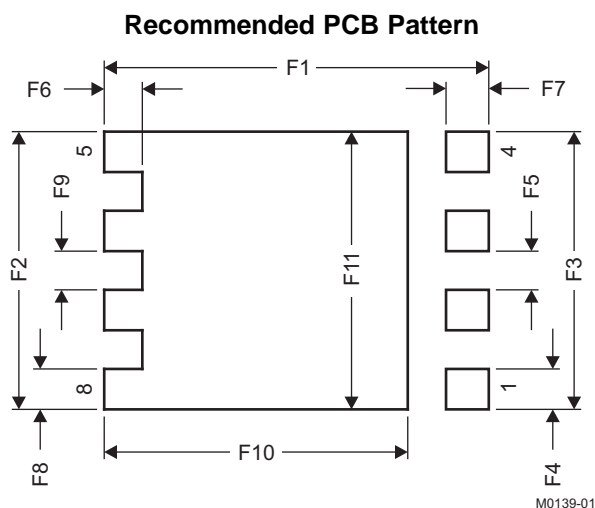 Recommended PCB Pattern
F1
F6
F7
5
4
F9
F5
F2
F11
F3
8
1
F10
F8
F4
M0139-01